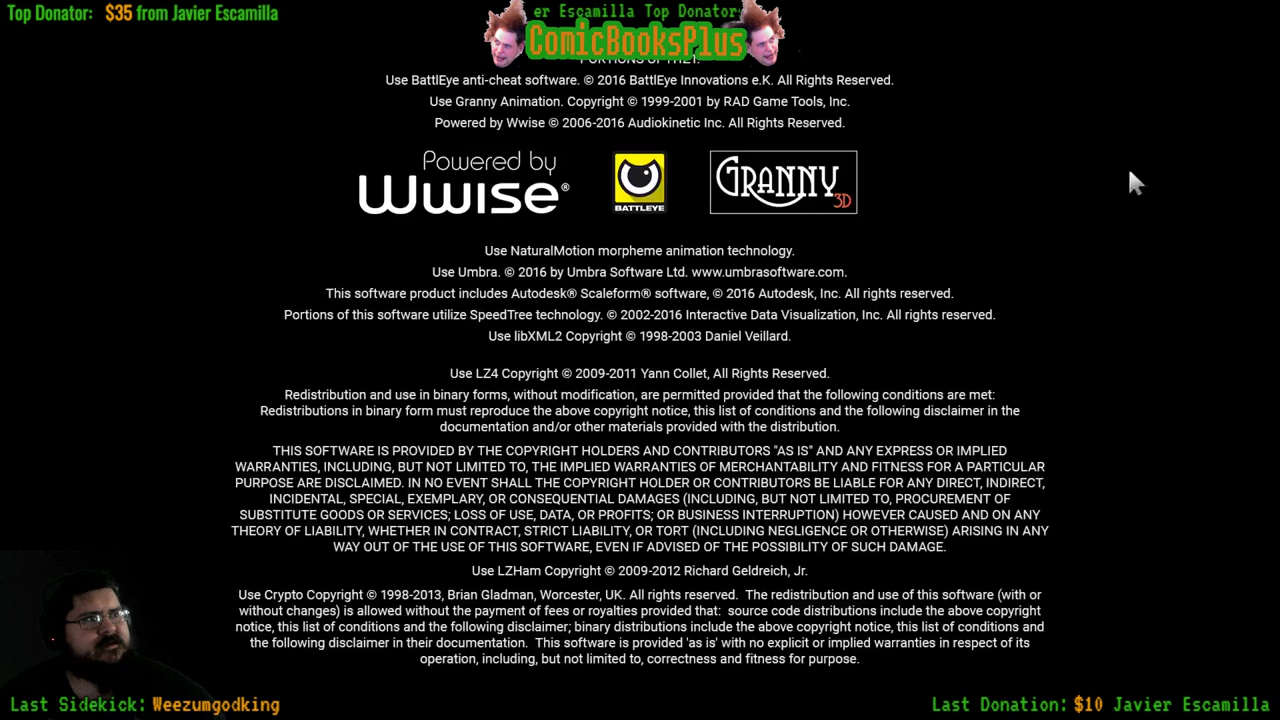 Top Donator: $35 from Javier Escamilla
er Escamilla Top Donator:
ComicBooksPlus
Use BattlEye anti-cheat software. © 2016 BattlEye Innovations e.K. All Rights Reserved.
Use Granny Animation. Copyright © 1999-2001 by RAD Game Tools, Inc.
Powered by Wwise © 2006-2016 Audiokinetic Inc. All Rights Reserved.
Powered by
Wwise®
BATTLEYE
GRANNY 3D
Use NaturalMotion morpheme animation technology.
Use Umbra. © 2016 by Umbra Software Ltd. www.umbrasoftware.com.
This software product includes Autodesk® Scaleform® software, © 2016 Autodesk, Inc. All rights reserved.
Portions of this software utilize SpeedTree technology. © 2002-2016 Interactive Data Visualization, Inc. All rights reserved.
Use libXML2 Copyright © 1998-2003 Daniel Veillard.
Use LZ4 Copyright © 2009-2011 Yann Collet, All Rights Reserved.
Redistribution and use in binary forms, without modification, are permitted provided that the following conditions are met:
Redistributions in binary form must reproduce the above copyright notice, this list of conditions and the following disclaimer in the
documentation and/or other materials provided with the distribution.
THIS SOFTWARE IS PROVIDED BY THE COPYRIGHT HOLDERS AND CONTRIBUTORS "AS IS" AND ANY EXPRESS OR IMPLIED
WARRANTIES, INCLUDING, BUT NOT LIMITED TO, THE IMPLIED WARRANTIES OF MERCHANTABILITY AND FITNESS FOR A PARTICULAR
PURPOSE ARE DISCLAIMED. IN NO EVENT SHALL THE COPYRIGHT HOLDER OR CONTRIBUTORS BE LIABLE FOR ANY DIRECT, INDIRECT,
INCIDENTAL, SPECIAL, EXEMPLARY, OR CONSEQUENTIAL DAMAGES (INCLUDING, BUT NOT LIMITED TO, PROCUREMENT OF
SUBSTITUTE GOODS OR SERVICES; LOSS OF USE, DATA, OR PROFITS; OR BUSINESS INTERRUPTION) HOWEVER CAUSED AND ON ANY
THEORY OF LIABILITY, WHETHER IN CONTRACT, STRICT LIABILITY, OR TORT (INCLUDING NEGLIGENCE OR OTHERWISE) ARISING IN ANY
WAY OUT OF THE USE OF THIS SOFTWARE, EVEN IF ADVISED OF THE POSSIBILITY OF SUCH DAMAGE.
Use LZHam Copyright © 2009-2012 Richard Geldreich, Jr.
Use Crypto Copyright © 1998-2013, Brian Gladman, Worcester, UK. All rights reserved. The redistribution and use of this software (with or
without changes) is allowed without the payment of fees or royalties provided that: source code distributions include the above copyright
notice, this list of conditions and the following disclaimer; binary distributions include the above copyright notice, this list of conditions and
the following disclaimer in their documentation. This software is provided 'as is' with no explicit or implied warranties in respect of its
operation, including, but not limited to, correctness and fitness for purpose.
Last Sidekick: Weezumgodking
Last Donation: $10 Javier Escamilla